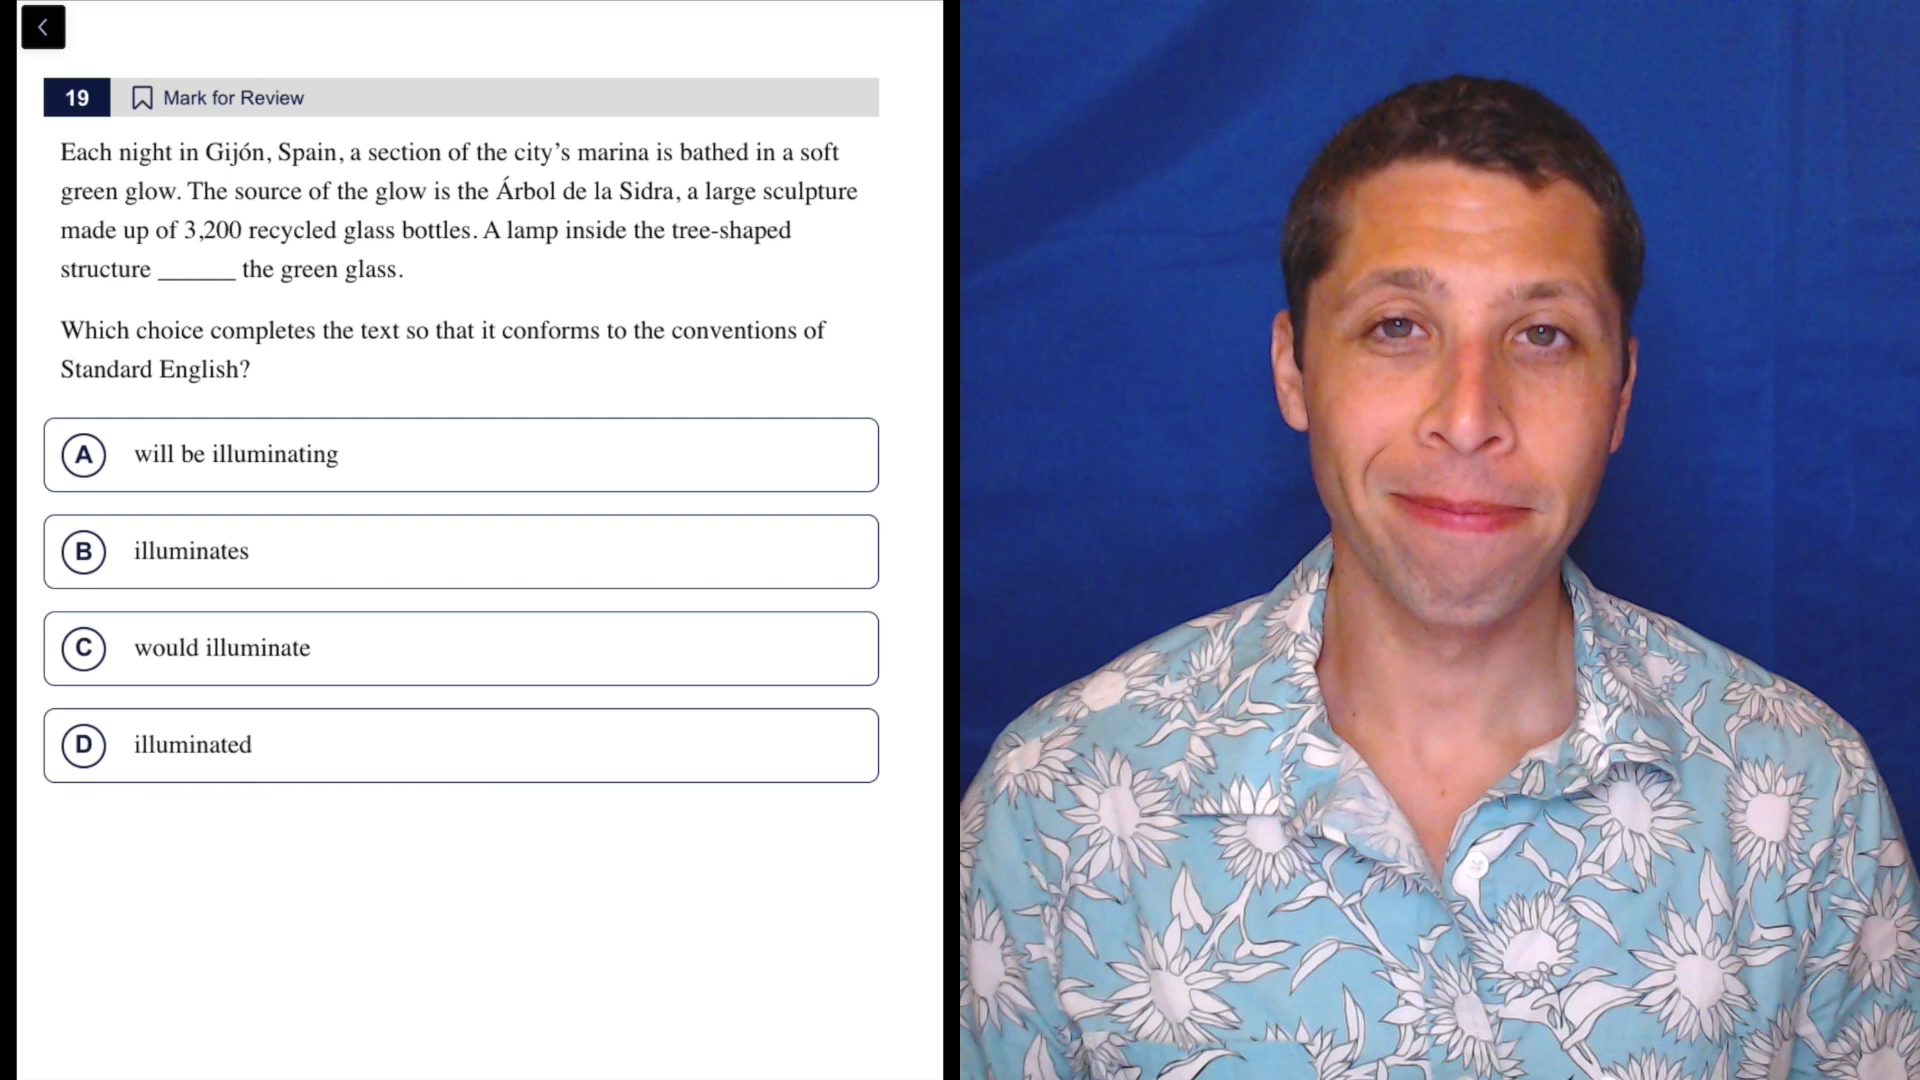 19 Mark for Review
Each night in Gijón, Spain, a section of the city’s marina is bathed in a soft
green glow. The source of the glow is the Árbol de la Sidra, a large sculpture
made up of 3,200 recycled glass bottles. A lamp inside the tree-shaped
structure ______ the green glass.
Which choice completes the text so that it conforms to the conventions of
Standard English?
A will be illuminating
B illuminates
C would illuminate
D illuminated